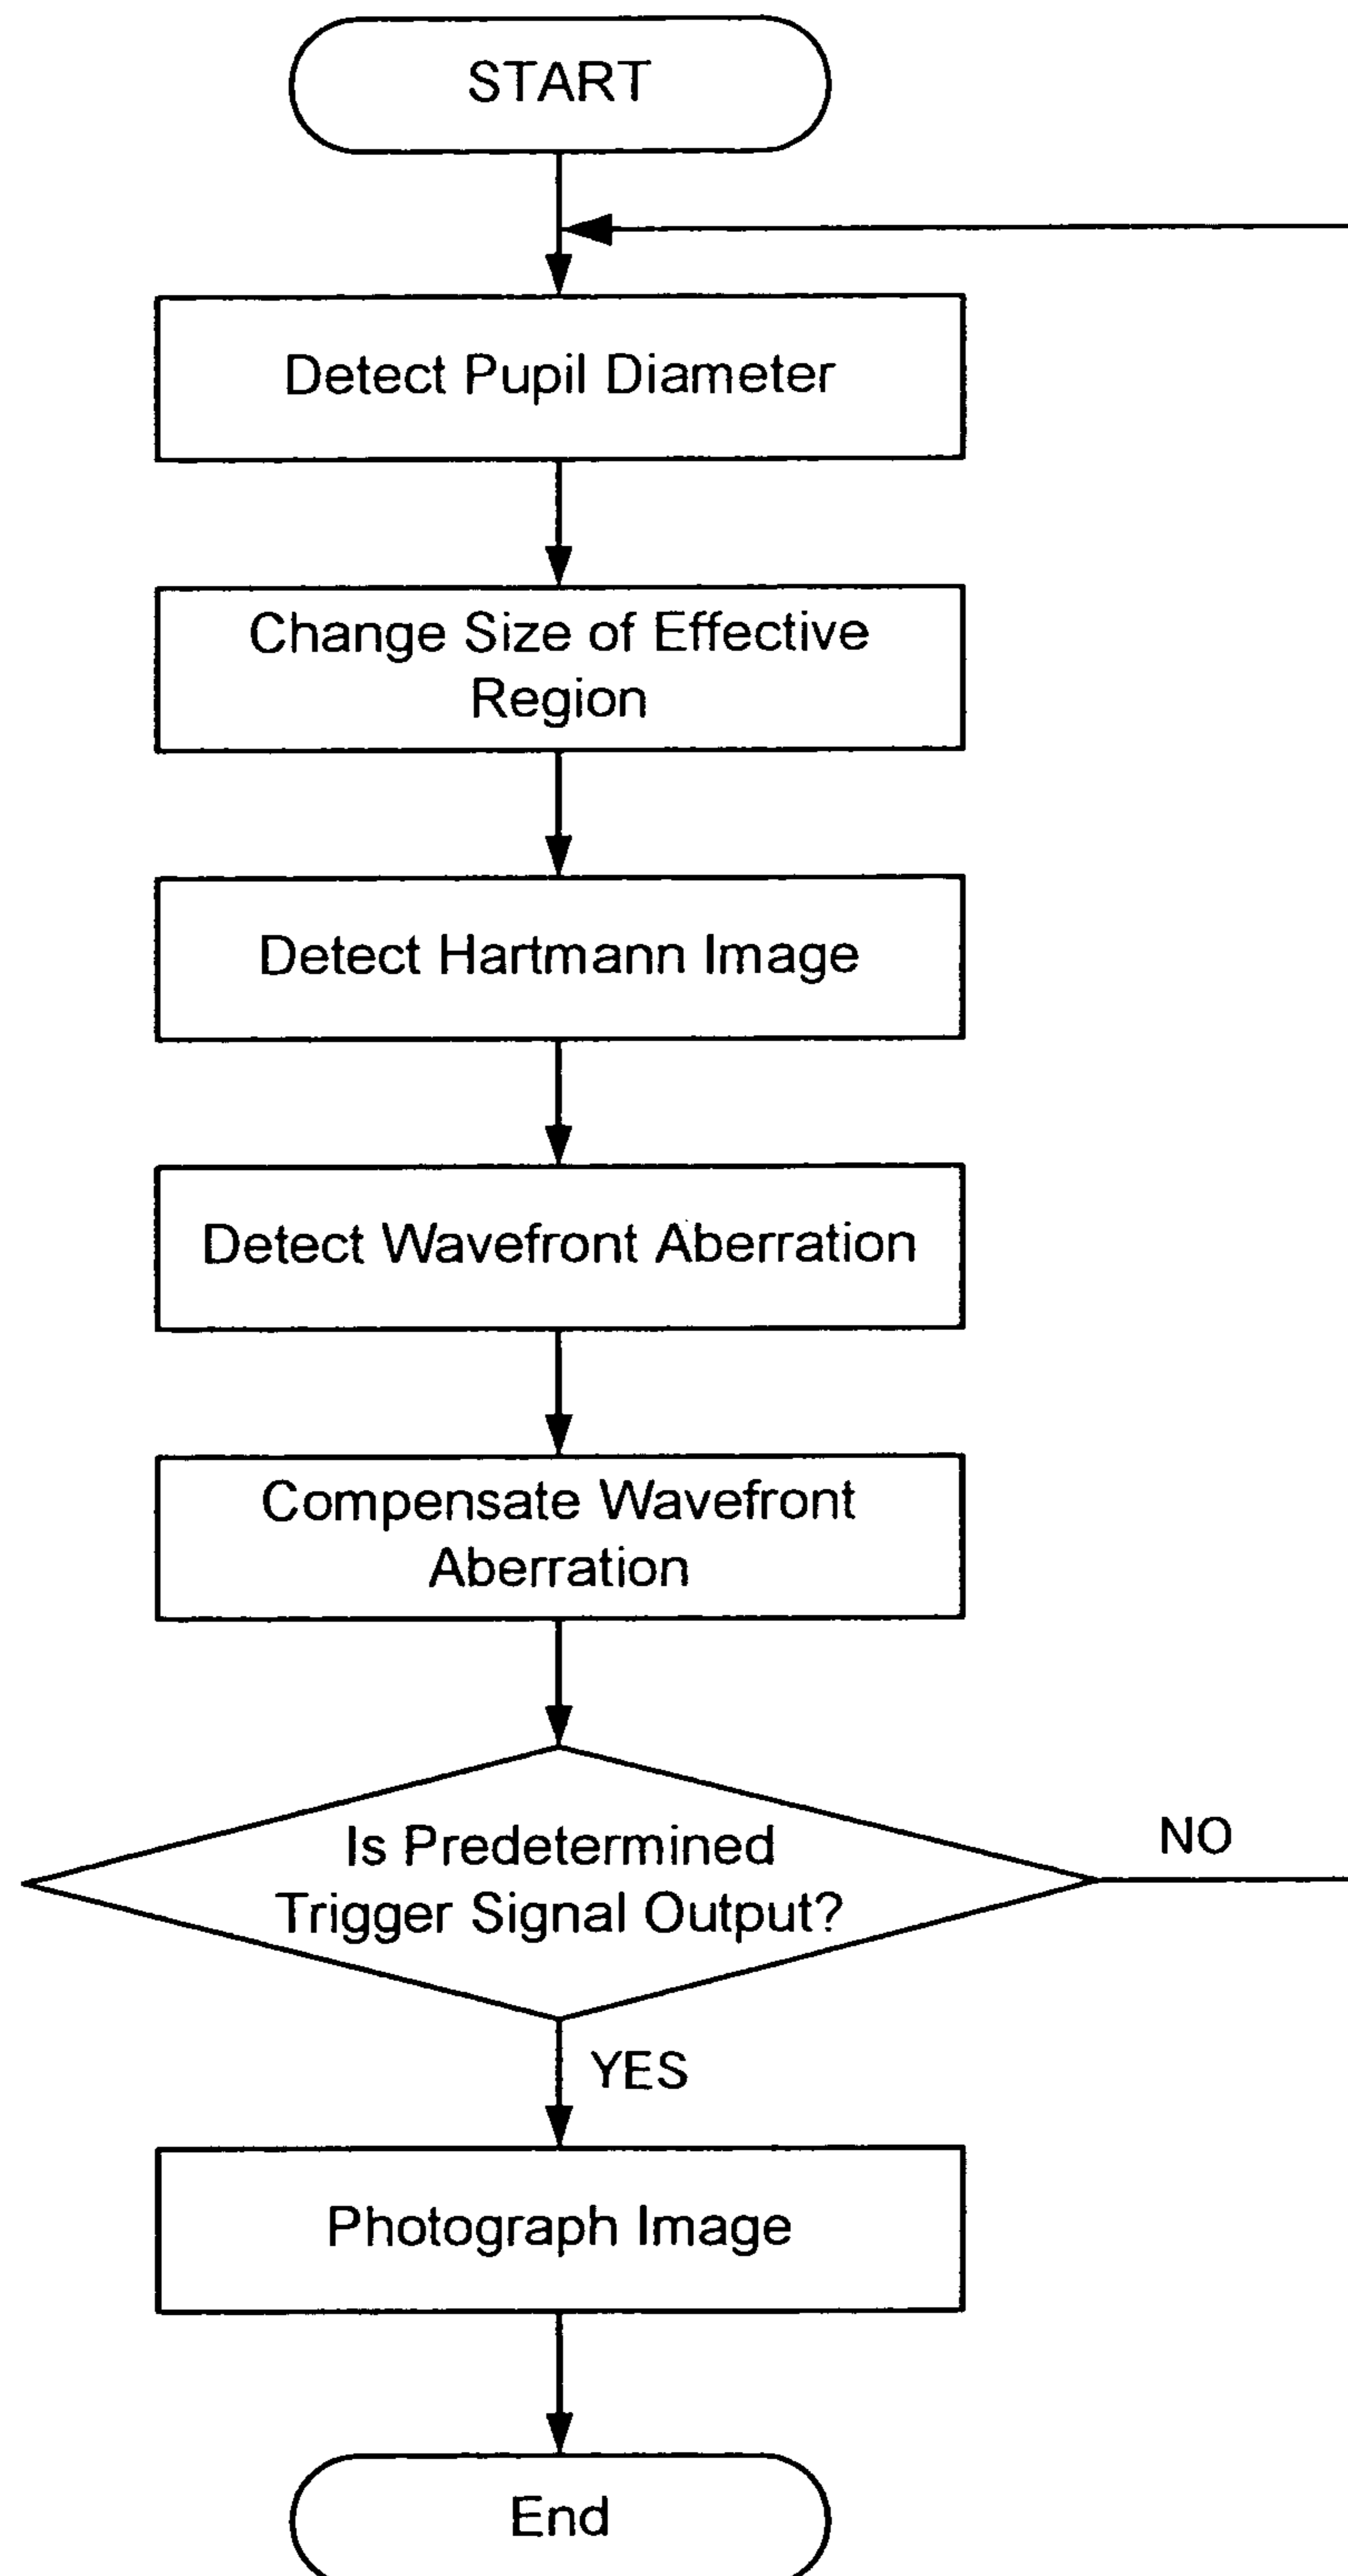 START
Detect Pupil Diameter
Change Size of Effective
Region
Detect Hartmann Image
Detect Wavefront Aberration
Compensate Wavefront
Aberration
Is Predetermined
Trigger Signal Output?
NO
YES
Photograph Image
End